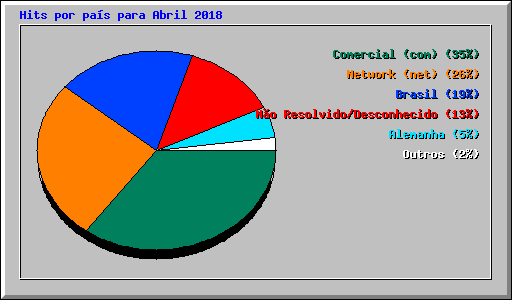 Hits por país para Abril 2018
Comercial (com) (35%)
Network (net) (26%)
Brasil (19%)
Não Resolvido/Desconhecido (13%)
Alemanha (5%)
Outros (2%)